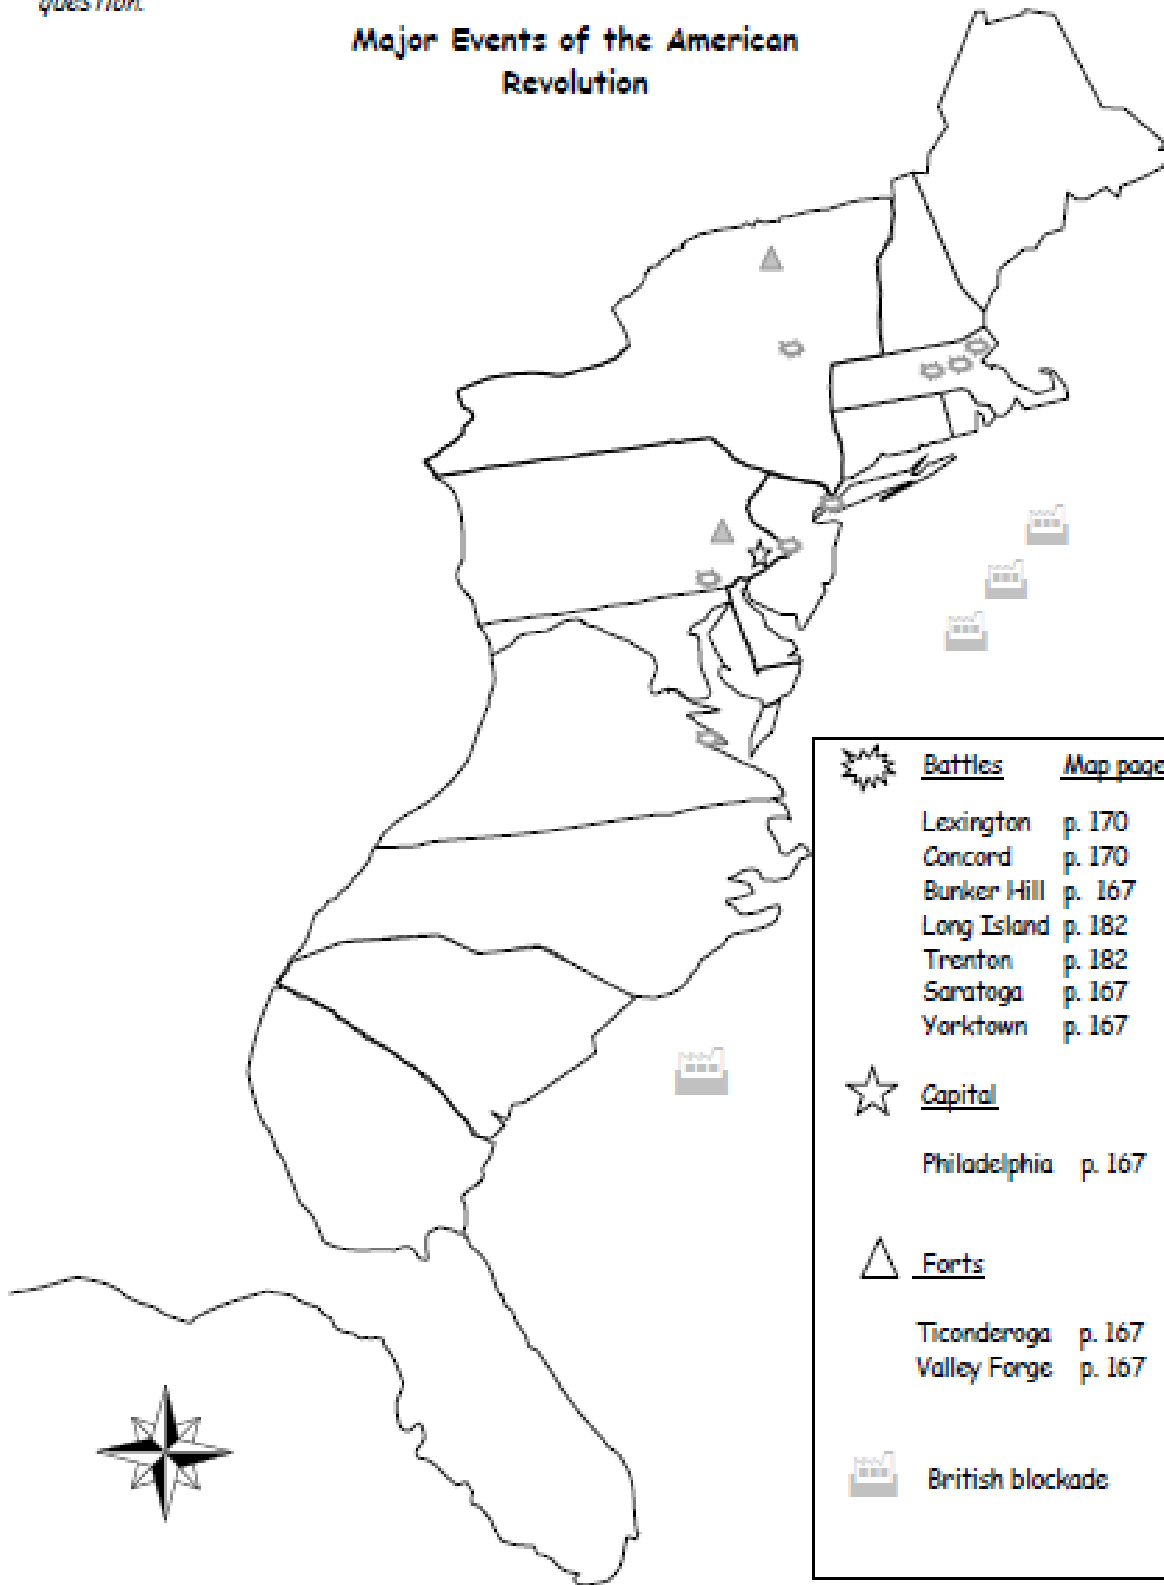 question.
Major Events of the American
Revolution
Battles Map page
Lexington p. 170
Concord p. 170
Bunker Hill p. 167
Long Island p. 182
Trenton p. 182
Saratoga p. 167
Yorktown p. 167
Capital
Philadelphia p. 167
Forts
Ticonderoga p. 167
Valley Forge p. 167
British blockade